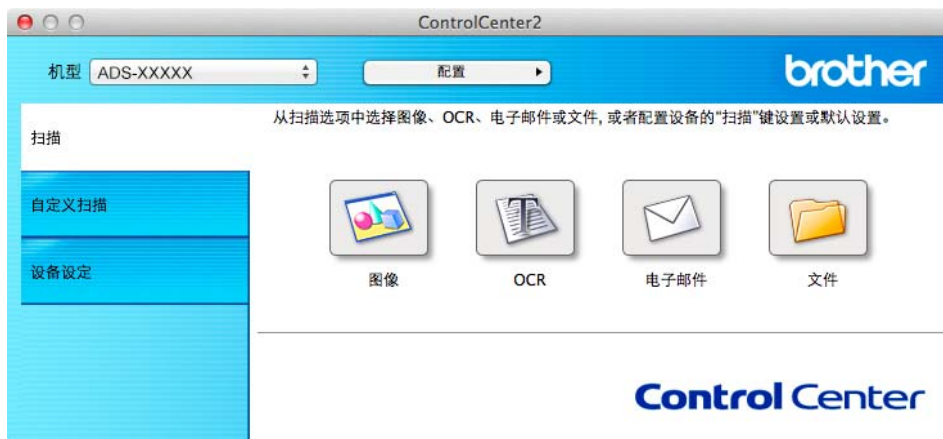 ControlCenter2
机型 ADS-XXXXX 配置 brother
从扫描选项中选择图像、OCR、电子邮件或文件, 或者配置设备的“扫描”键设置或默认设置。
扫描
自定义扫描
设备设定
图像 OCR 电子邮件 文件
Control Center